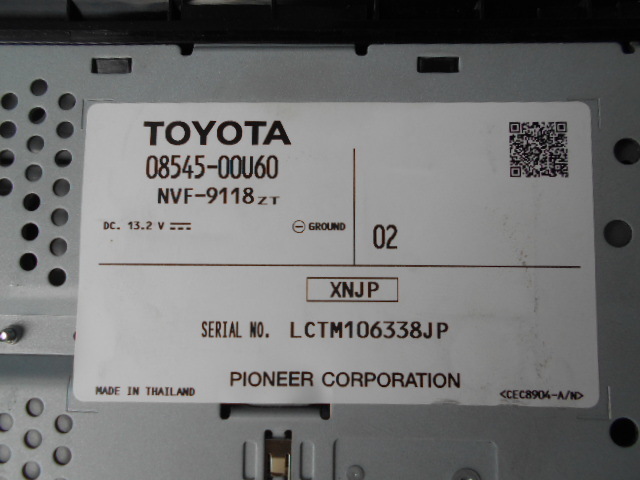 TOYOTA
08545-00U60
NVF-9118ZT
DC. 13.2 V ⎓ ⊖ GROUND
02
XNJP
SERIAL NO. LCTM106338JP
PIONEER CORPORATION
MADE IN THAILAND <CEC8904-A/N>